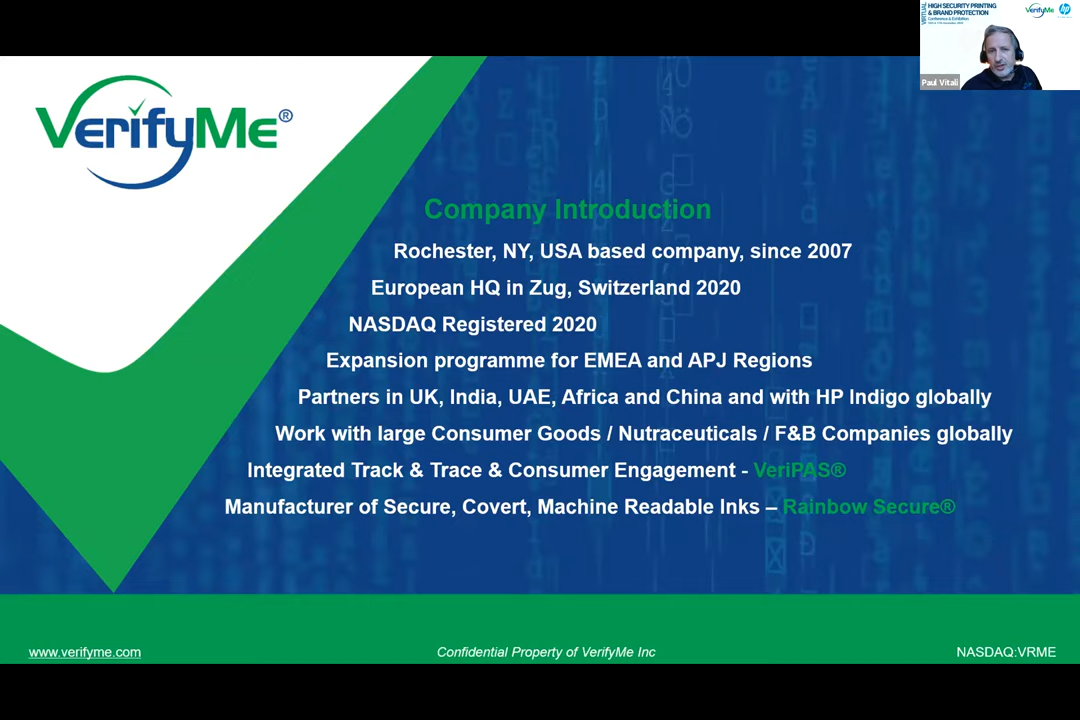 VIRTUAL
HIGH SECURITY PRINTING
& BRAND PROTECTION
Conference & Exhibition
VerifyMe
hp
Paul Vitali
VerifyMe®
Company Introduction
Rochester, NY, USA based company, since 2007
European HQ in Zug, Switzerland 2020
NASDAQ Registered 2020
Expansion programme for EMEA and APJ Regions
Partners in UK, India, UAE, Africa and China and with HP Indigo globally
Work with large Consumer Goods / Nutraceuticals / F&B Companies globally
Integrated Track & Trace & Consumer Engagement - VeriPAS®
Manufacturer of Secure, Covert, Machine Readable Inks – Rainbow Secure®
www.verifyme.com
Confidential Property of VerifyMe Inc
NASDAQ:VRME